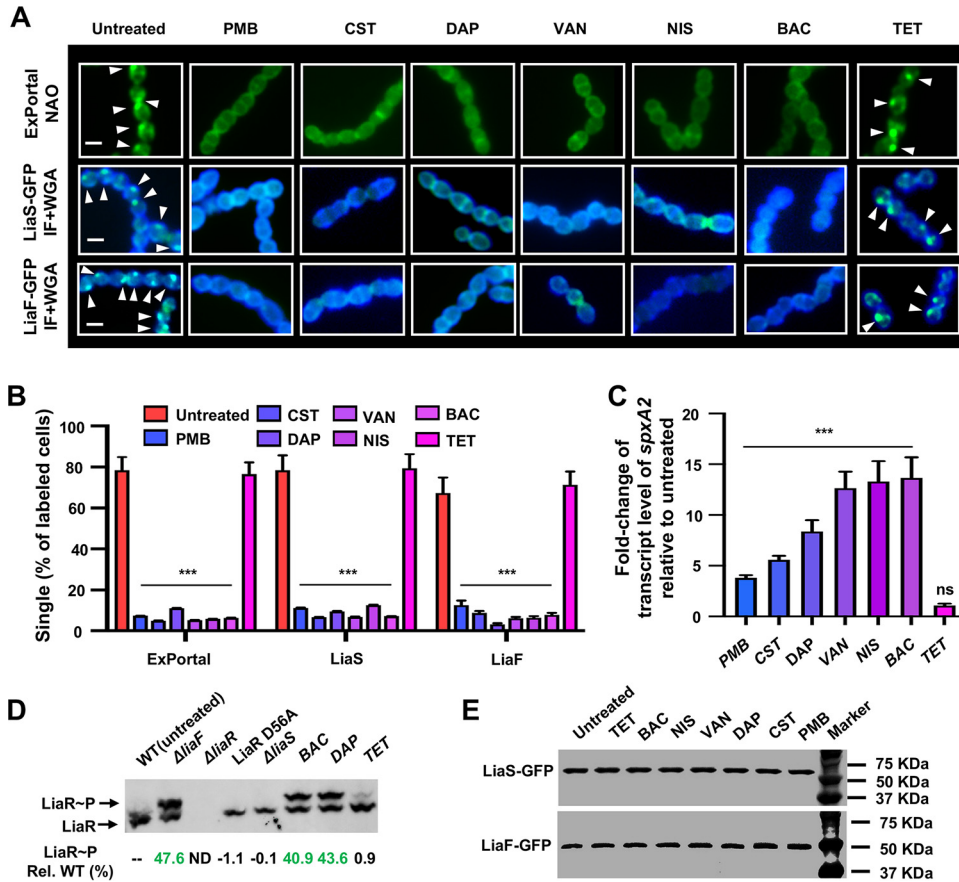 A
Untreated PMB CST DAP VAN NIS BAC TET
ExPortal
NAO
LiaS-GFP
IF+WGA
LiaF-GFP
IF+WGA
B
Untreated CST VAN BAC
PMB DAP NIS TET
Single (% of labeled cells)
100
80
60
40
20
0
*** *** ***
ExPortal LiaS LiaF
C
Fold-change of
transcript level of spxA2
relative to untreated
20
15
10
5
0
***
ns
PMB CST DAP VAN NIS BAC TET
D
WT(untreated) ΔliaF ΔliaR LiaR D56A ΔliaS BAC DAP TET
LiaR~P
LiaR
LiaR~P
Rel. WT (%)
-- 47.6 ND -1.1 -0.1 40.9 43.6 0.9
E
Untreated TET BAC NIS VAN DAP CST PMB Marker
LiaS-GFP
75 KDa
50 KDa
37 KDa
LiaF-GFP
75 KDa
50 KDa
37 KDa